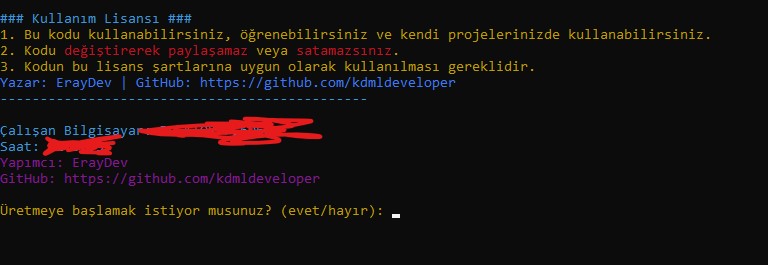 ### Kullanım Lisansı ###
1. Bu kodu kullanabilirsiniz, öğrenebilirsiniz ve kendi projelerinizde kullanabilirsiniz.
2. Kodu değiştirerek paylaşamaz veya satamazsınız.
3. Kodun bu lisans şartlarına uygun olarak kullanılması gereklidir.
Yazar: ErayDev | GitHub: https://github.com/kdmldeveloper
----------------------------------------------
Çalışan Bilgisayar
Saat:
Yapımcı: ErayDev
GitHub: https://github.com/kdmldeveloper
Üretmeye başlamak istiyor musunuz? (evet/hayır):